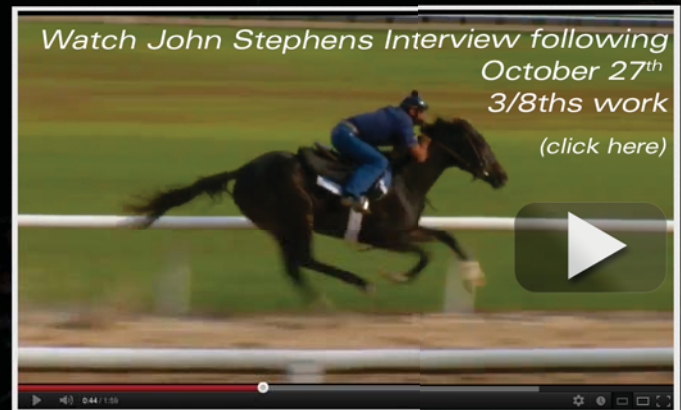 Watch John Stephens Interview following
October 27th
3/8ths work
(click here)
0:44 / 1:59